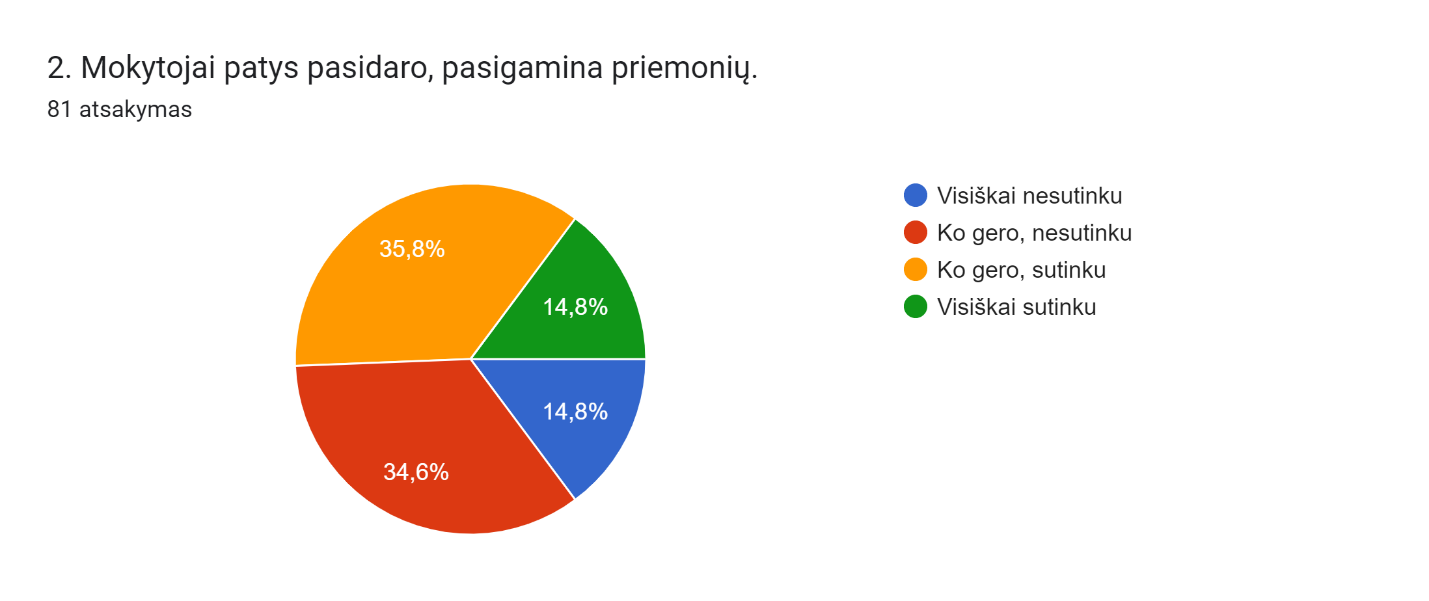 2. Mokytojai patys pasidaro, pasigamina priemonių.
81 atsakymas
Visiškai nesutinku
Ko gero, nesutinku
Ko gero, sutinku
Visiškai sutinku
35,8%
14,8%
14,8%
34,6%